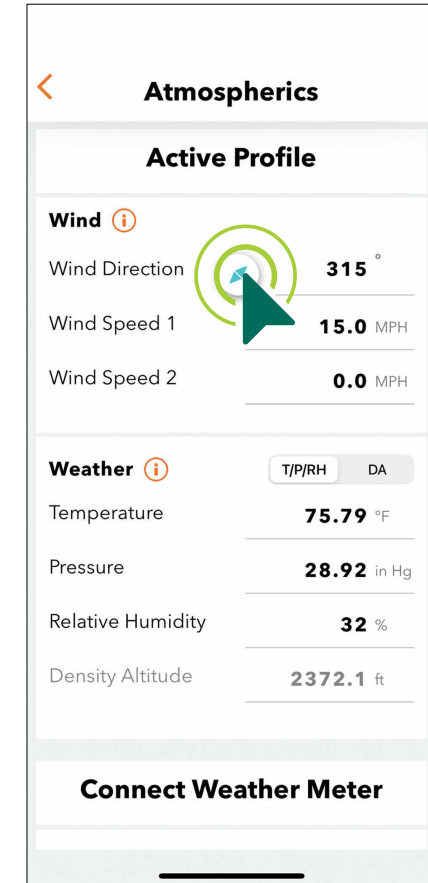 Atmospherics
Active Profile
Wind i
Wind Direction 315 °
Wind Speed 1 15.0 MPH
Wind Speed 2 0.0 MPH
Weather i T/P/RH DA
Temperature 75.79 °F
Pressure 28.92 in Hg
Relative Humidity 32 %
Density Altitude 2372.1 ft
Connect Weather Meter